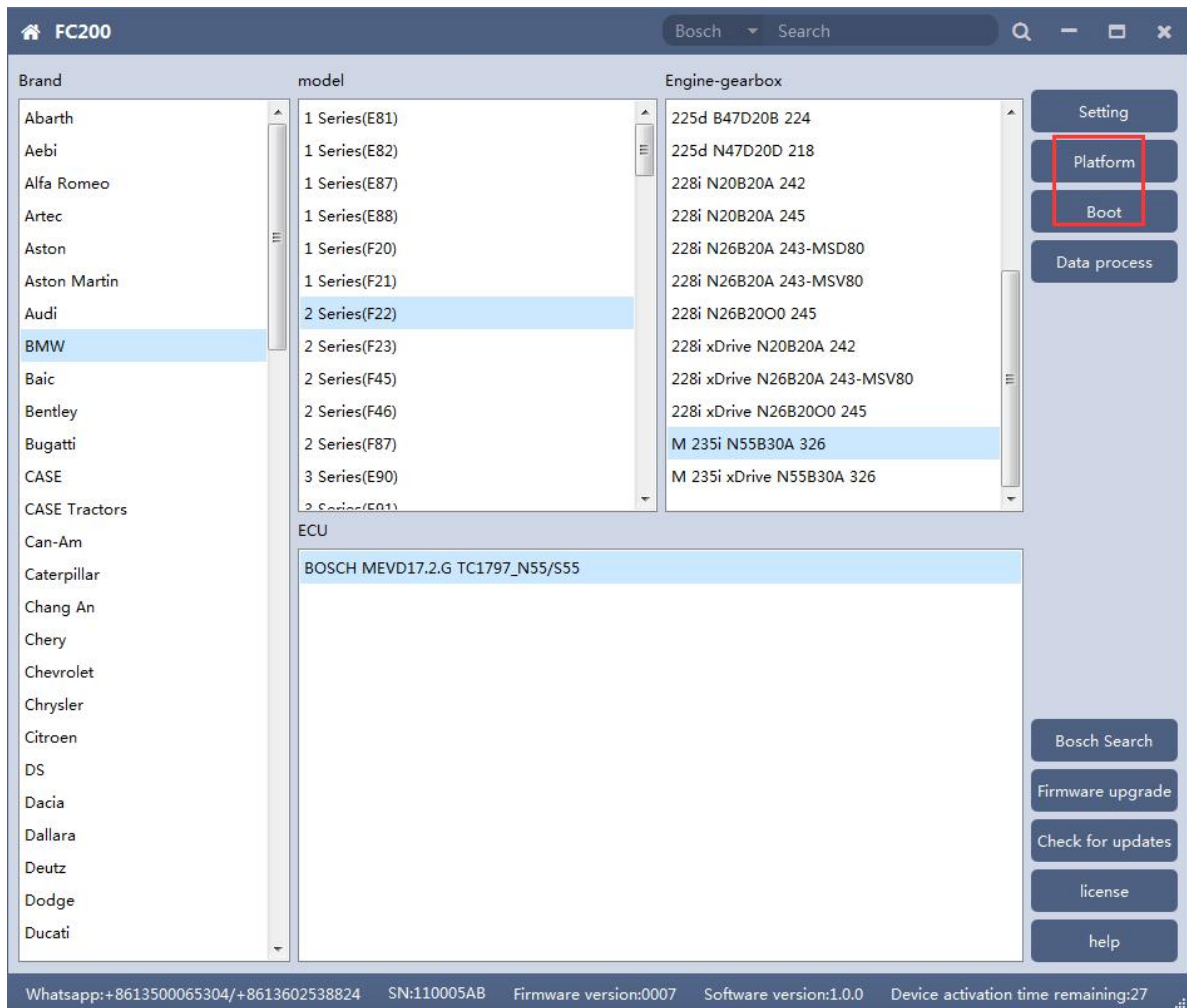 FC200
Bosch
Search
Brand
Abarth
Aebi
Alfa Romeo
Artec
Aston
Aston Martin
Audi
BMW
Baic
Bentley
Bugatti
CASE
CASE Tractors
Can-Am
Caterpillar
Chang An
Chery
Chevrolet
Chrysler
Citroen
DS
Dacia
Dallara
Deutz
Dodge
Ducati
model
1 Series(E81)
1 Series(E82)
1 Series(E87)
1 Series(E88)
1 Series(F20)
1 Series(F21)
2 Series(F22)
2 Series(F23)
2 Series(F45)
2 Series(F46)
2 Series(F87)
3 Series(E90)
3 Series(E91)
Engine-gearbox
225d B47D20B 224
225d N47D20D 218
228i N20B20A 242
228i N20B20A 245
228i N26B20A 243-MSD80
228i N26B20A 243-MSV80
228i N26B20O0 245
228i xDrive N20B20A 242
228i xDrive N26B20A 243-MSV80
228i xDrive N26B20O0 245
M 235i N55B30A 326
M 235i xDrive N55B30A 326
ECU
BOSCH MEVD17.2.G TC1797_N55/S55
Setting
Platform
Boot
Data process
Bosch Search
Firmware upgrade
Check for updates
license
help
Whatsapp:+8613500065304/+8613602538824
SN:110005AB
Firmware version:0007
Software version:1.0.0
Device activation time remaining:27